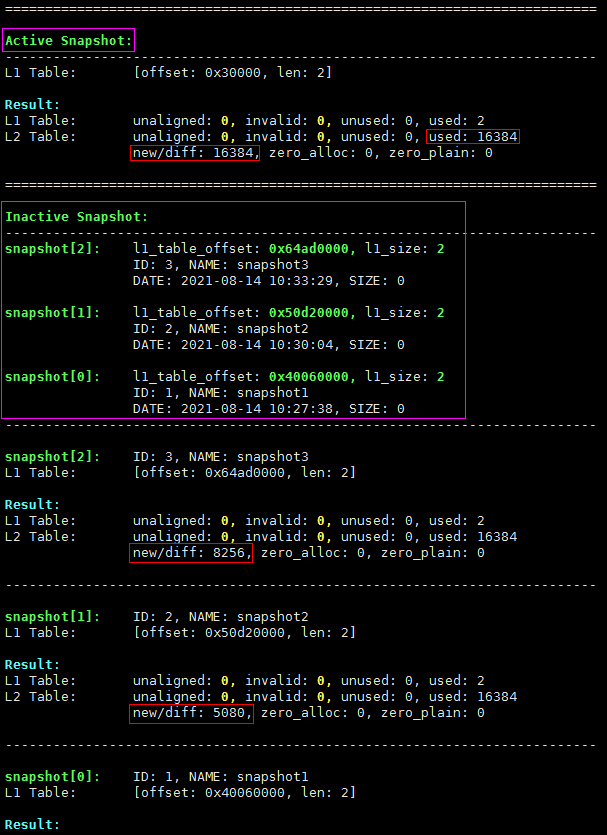 ==========================================================================
Active Snapshot:
--------------------------------------------------------------------------
L1 Table:       [offset: 0x30000, len: 2]
Result:
L1 Table:       unaligned: 0, invalid: 0, unused: 0, used: 2
L2 Table:       unaligned: 0, invalid: 0, unused: 0, used: 16384
new/diff: 16384, zero_alloc: 0, zero_plain: 0
==========================================================================
Inactive Snapshot:
--------------------------------------------------------------------------
snapshot[2]:    l1_table_offset: 0x64ad0000, l1_size: 2
ID: 3, NAME: snapshot3
DATE: 2021-08-14 10:33:29, SIZE: 0
snapshot[1]:    l1_table_offset: 0x50d20000, l1_size: 2
ID: 2, NAME: snapshot2
DATE: 2021-08-14 10:30:04, SIZE: 0
snapshot[0]:    l1_table_offset: 0x40060000, l1_size: 2
ID: 1, NAME: snapshot1
DATE: 2021-08-14 10:27:38, SIZE: 0
--------------------------------------------------------------------------
snapshot[2]:    ID: 3, NAME: snapshot3
L1 Table:       [offset: 0x64ad0000, len: 2]
Result:
L1 Table:       unaligned: 0, invalid: 0, unused: 0, used: 2
L2 Table:       unaligned: 0, invalid: 0, unused: 0, used: 16384
new/diff: 8256, zero_alloc: 0, zero_plain: 0
--------------------------------------------------------------------------
snapshot[1]:    ID: 2, NAME: snapshot2
L1 Table:       [offset: 0x50d20000, len: 2]
Result:
L1 Table:       unaligned: 0, invalid: 0, unused: 0, used: 2
L2 Table:       unaligned: 0, invalid: 0, unused: 0, used: 16384
new/diff: 5080, zero_alloc: 0, zero_plain: 0
--------------------------------------------------------------------------
snapshot[0]:    ID: 1, NAME: snapshot1
L1 Table:       [offset: 0x40060000, len: 2]
Result: